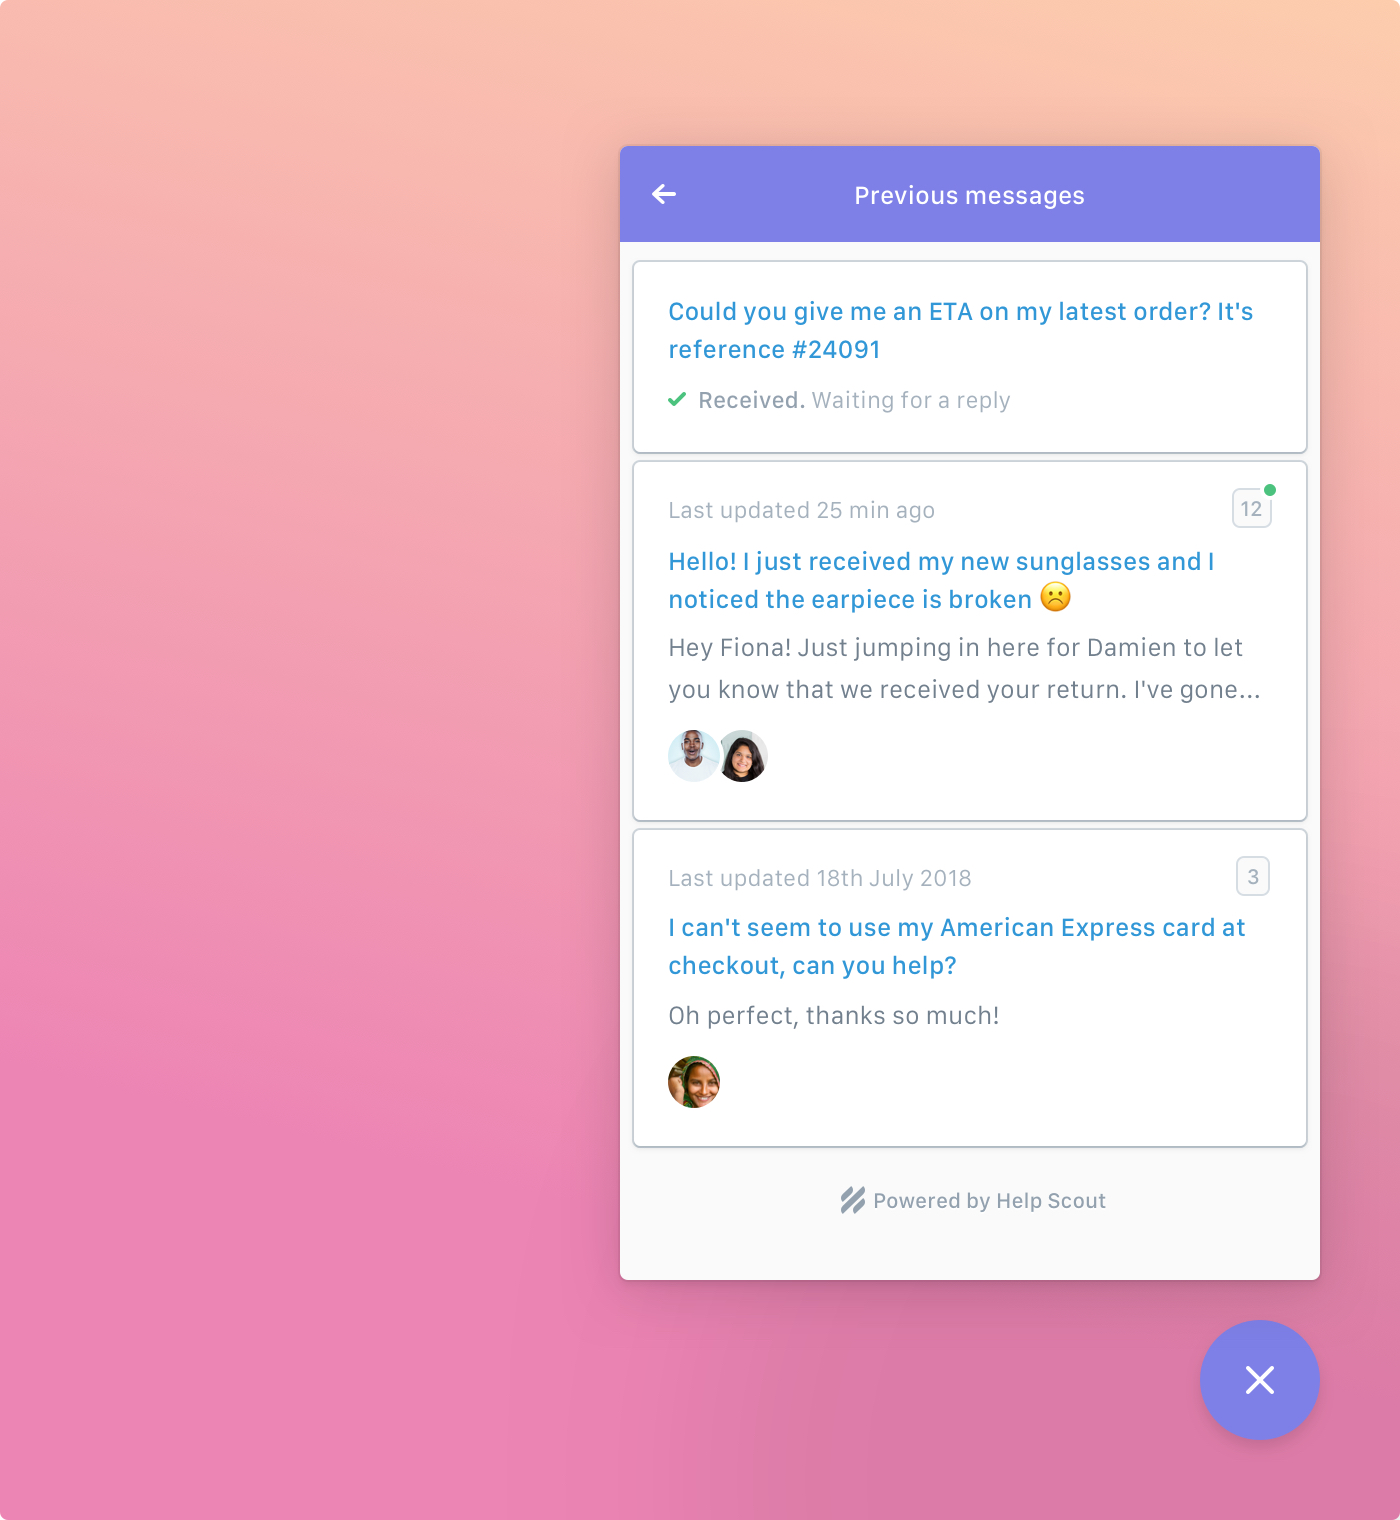 Previous messages
Could you give me an ETA on my latest order? It's
reference #24091
Received. Waiting for a reply
Last updated 25 min ago
12
Hello! I just received my new sunglasses and I
noticed the earpiece is broken ☹️
Hey Fiona! Just jumping in here for Damien to let
you know that we received your return. I've gone...
Last updated 18th July 2018
3
I can't seem to use my American Express card at
checkout, can you help?
Oh perfect, thanks so much!
Powered by Help Scout